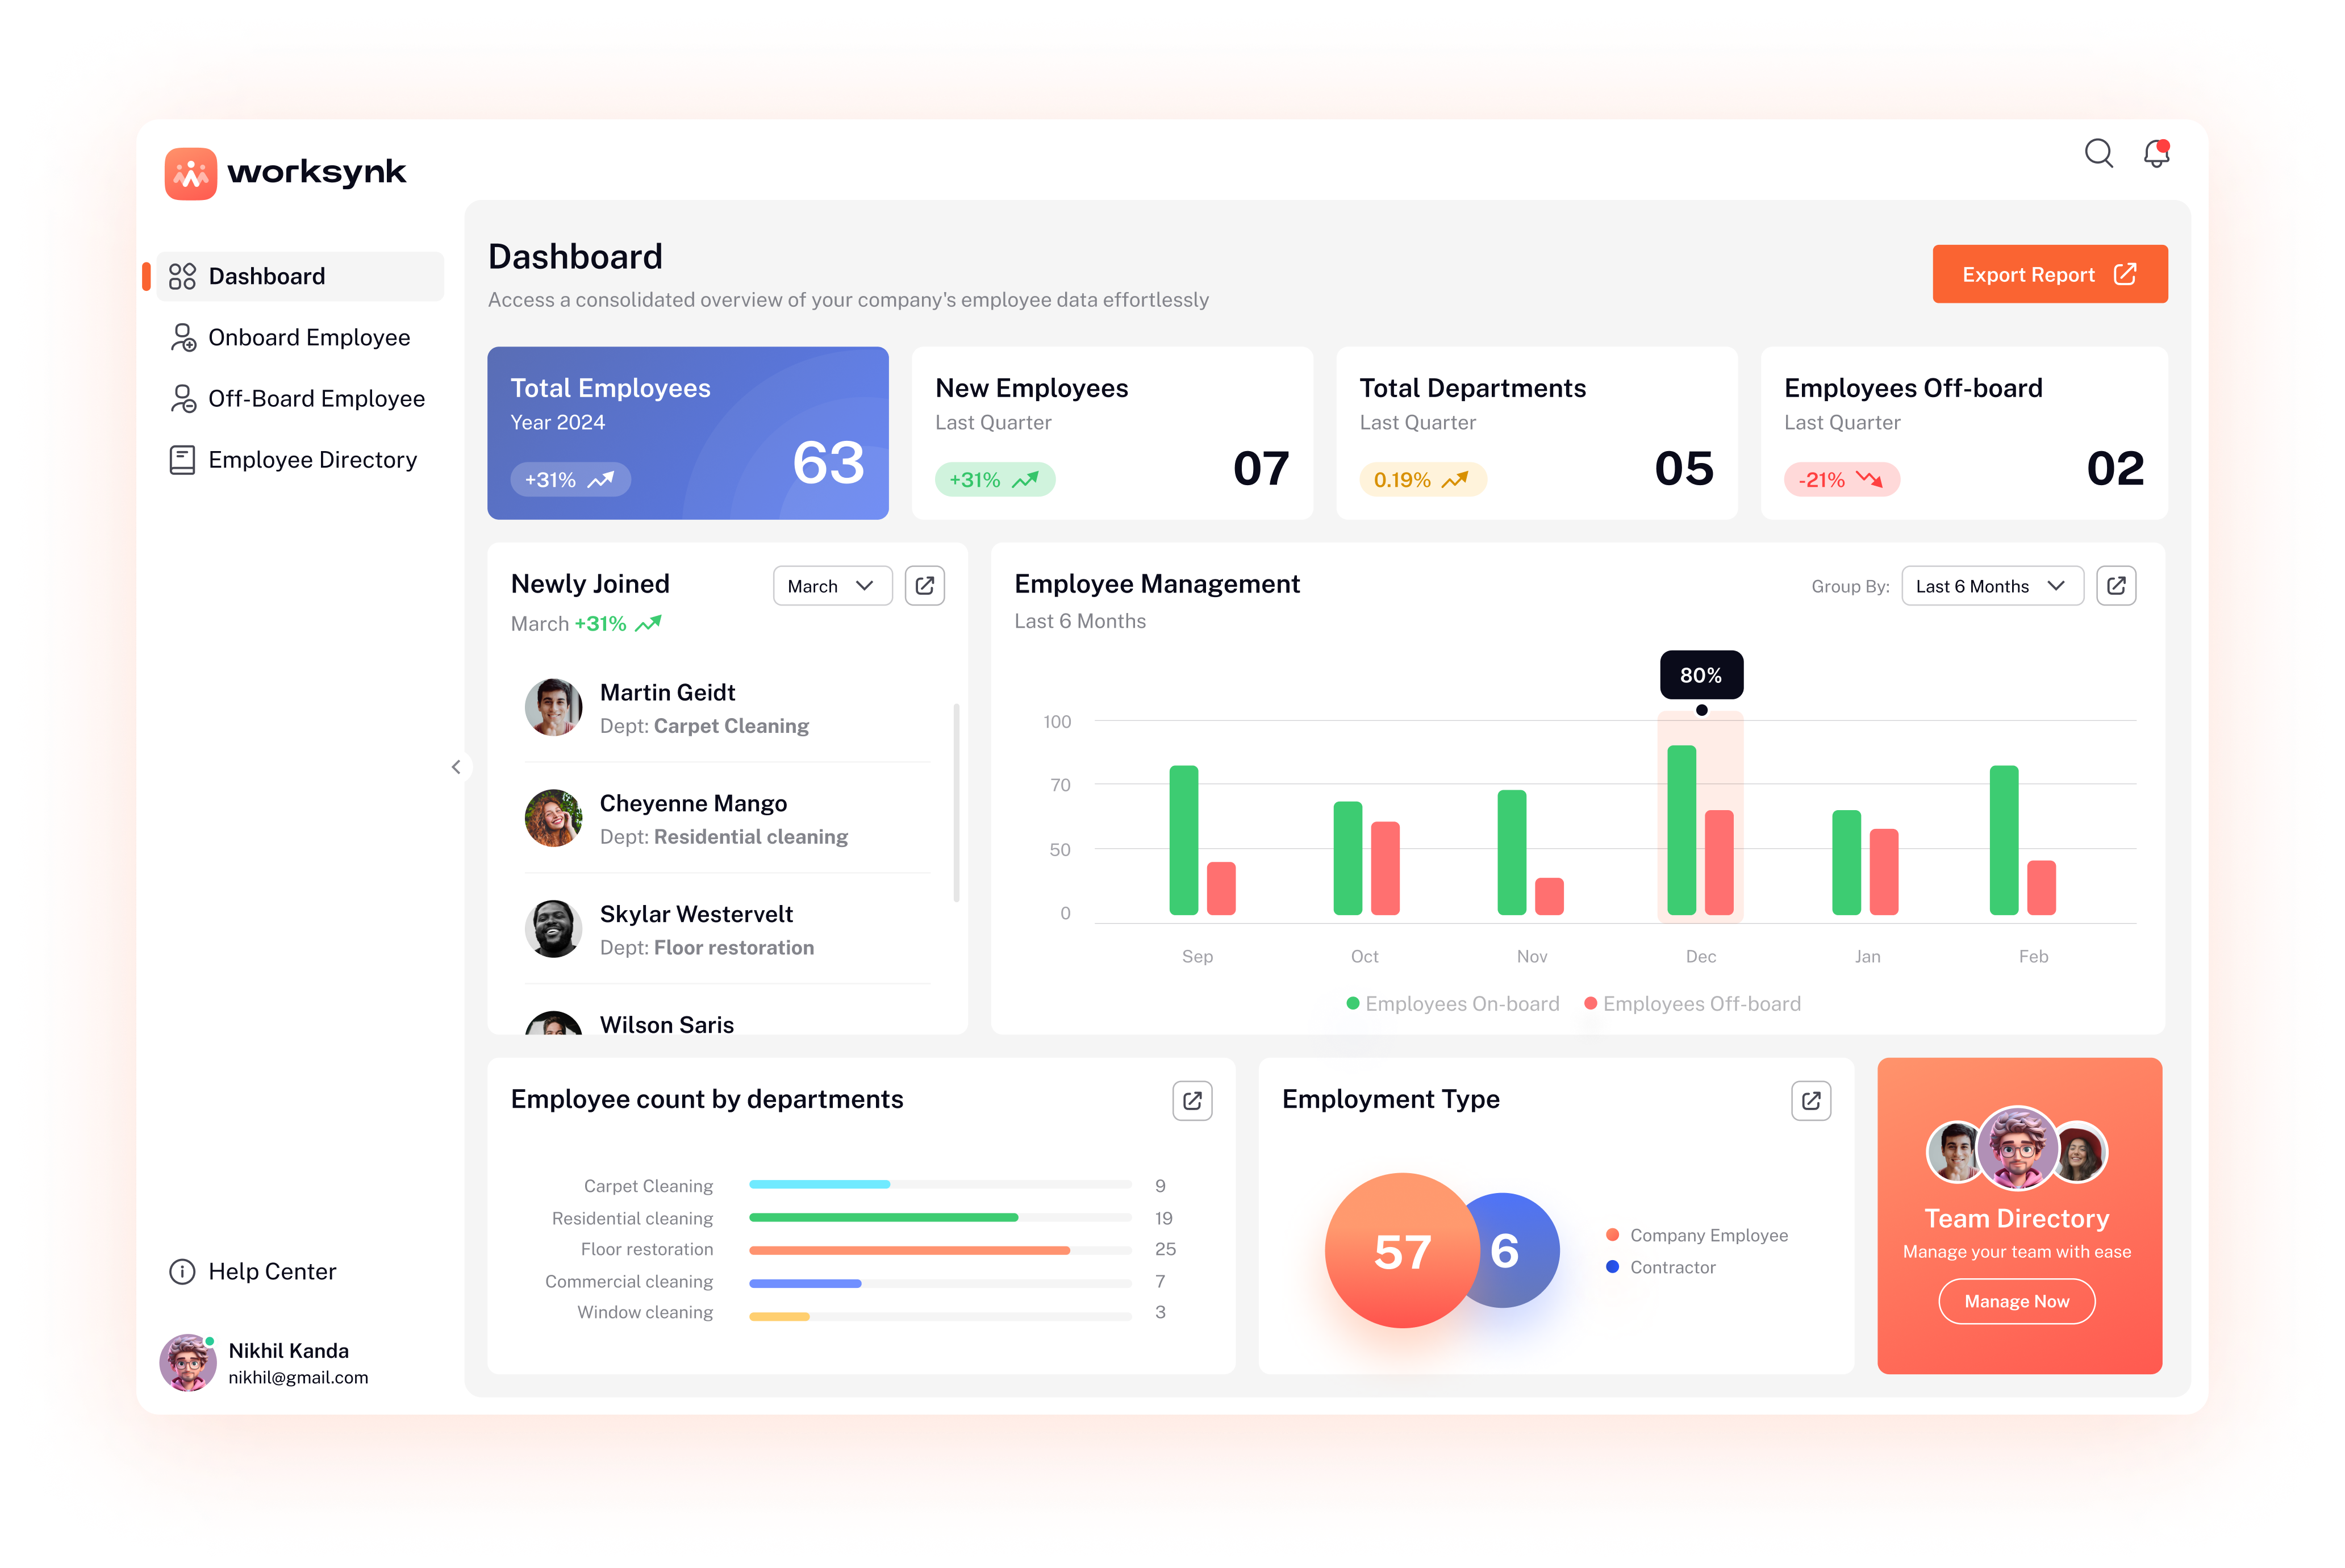 worksynk
Dashboard
Onboard Employee
Off-Board Employee
Employee Directory
Help Center
Nikhil Kanda
nikhil@gmail.com
Dashboard
Access a consolidated overview of your company's employee data effortlessly
Export Report
Total Employees
Year 2024
+31%
63
New Employees
Last Quarter
+31%
07
Total Departments
Last Quarter
0.19%
05
Employees Off-board
Last Quarter
-21%
02
Newly Joined
March
March +31%
Martin Geidt
Dept: Carpet Cleaning
Cheyenne Mango
Dept: Residential cleaning
Skylar Westervelt
Dept: Floor restoration
Wilson Saris
Employee Management
Last 6 Months
Group By:
Last 6 Months
80%
100
70
50
0
Sep
Oct
Nov
Dec
Jan
Feb
Employees On-board
Employees Off-board
Employee count by departments
Carpet Cleaning 9
Residential cleaning 19
Floor restoration 25
Commercial cleaning 7
Window cleaning 3
Employment Type
57
6
Company Employee
Contractor
Team Directory
Manage your team with ease
Manage Now